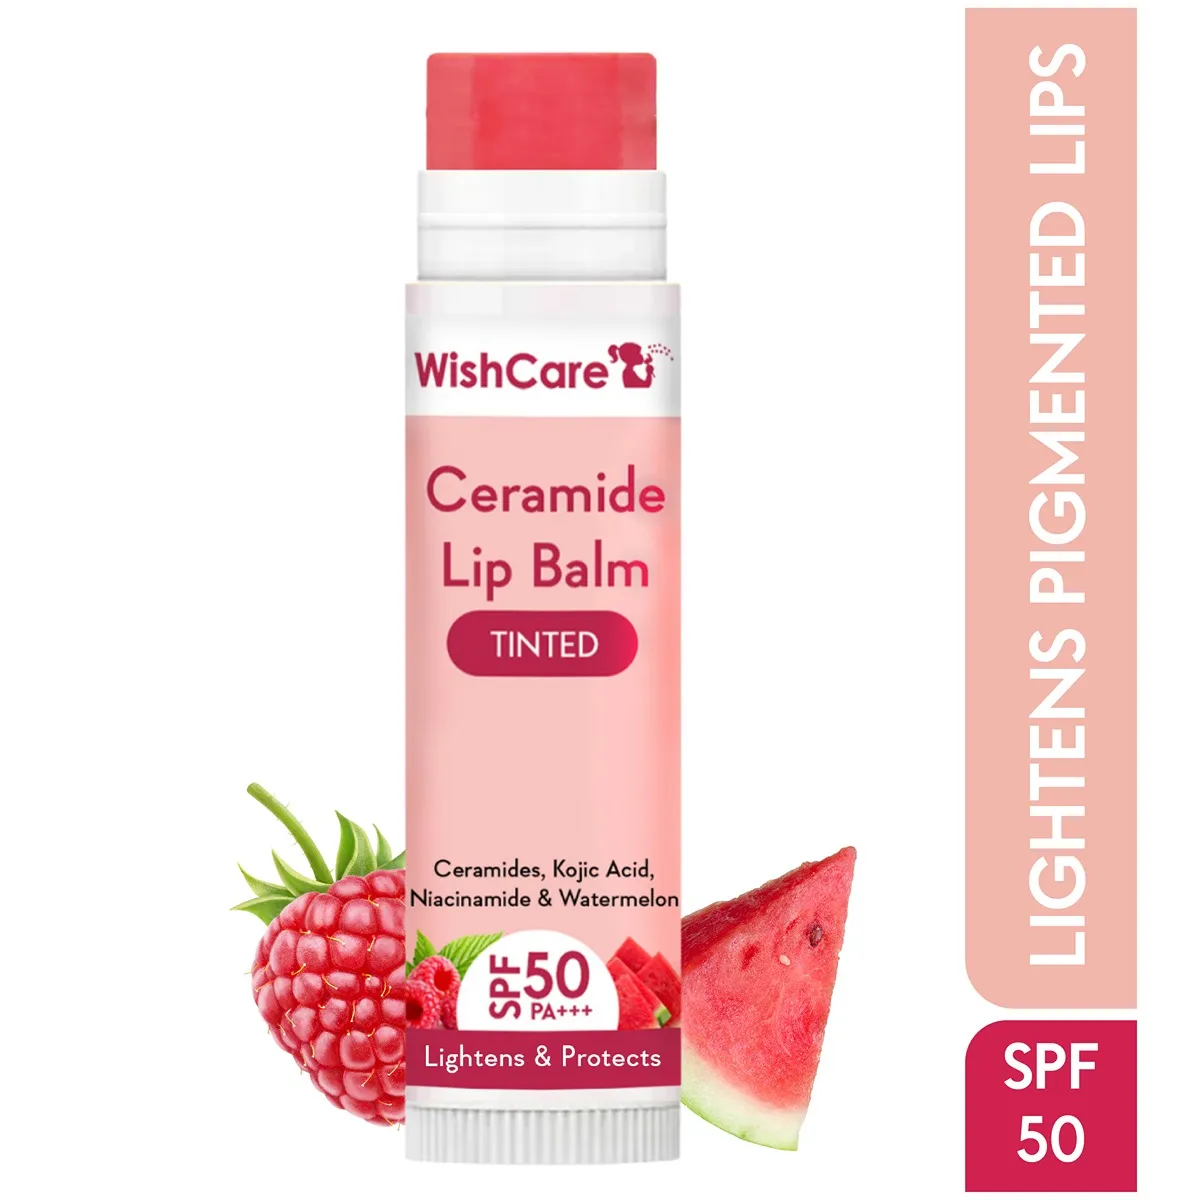 WishCare
Ceramide
Lip Balm
TINTED
Ceramides, Kojic Acid,
Niacinamide & Watermelon
SPF 50
PA+++
Lightens & Protects
LIGHTENS PIGMENTED LIPS
SPF
50